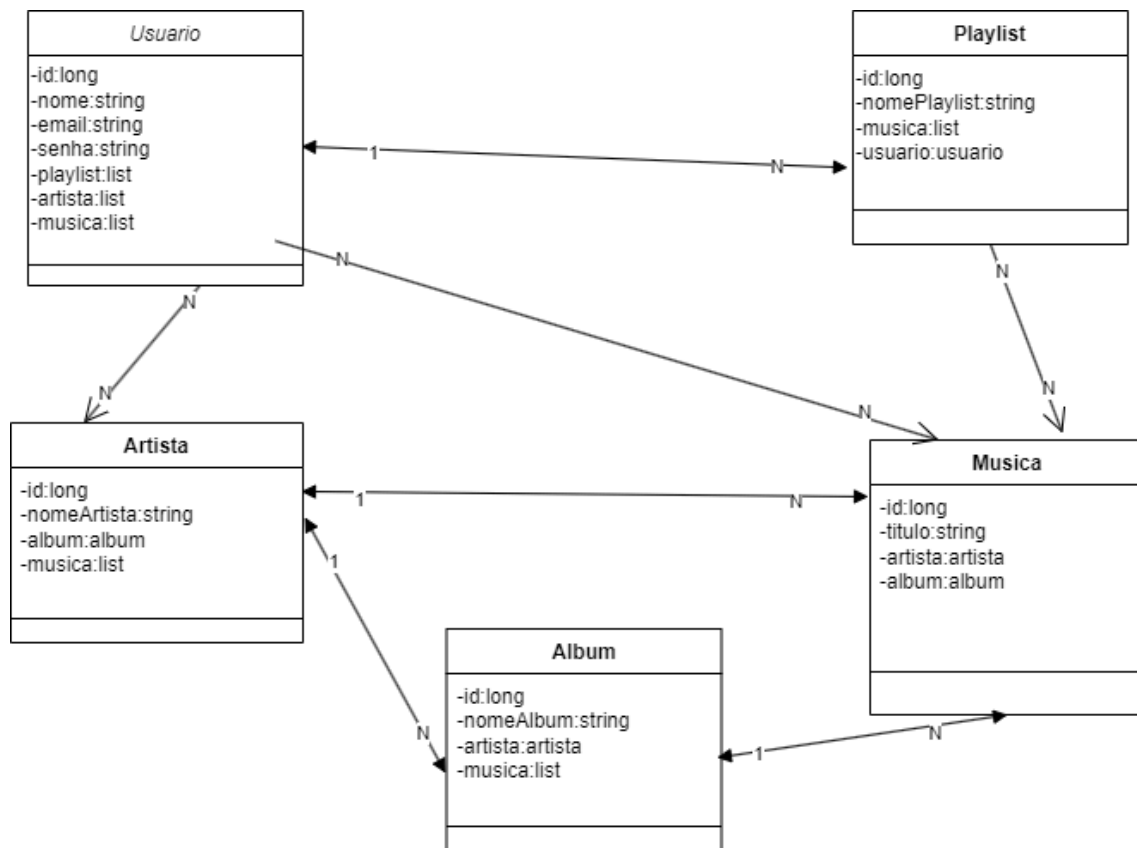 Usuario
-id:long
-nome:string
-email:string
-senha:string
-playlist:list
-artista:list
-musica:list
Playlist
-id:long
-nomePlaylist:string
-musica:list
-usuario:usuario
1
N
N
N
N
N
N
N
Artista
-id:long
-nomeArtista:string
-album:album
-musica:list
1
N
Musica
-id:long
-titulo:string
-artista:artista
-album:album
1
N
Album
-id:long
-nomeAlbum:string
-artista:artista
-musica:list
1
N